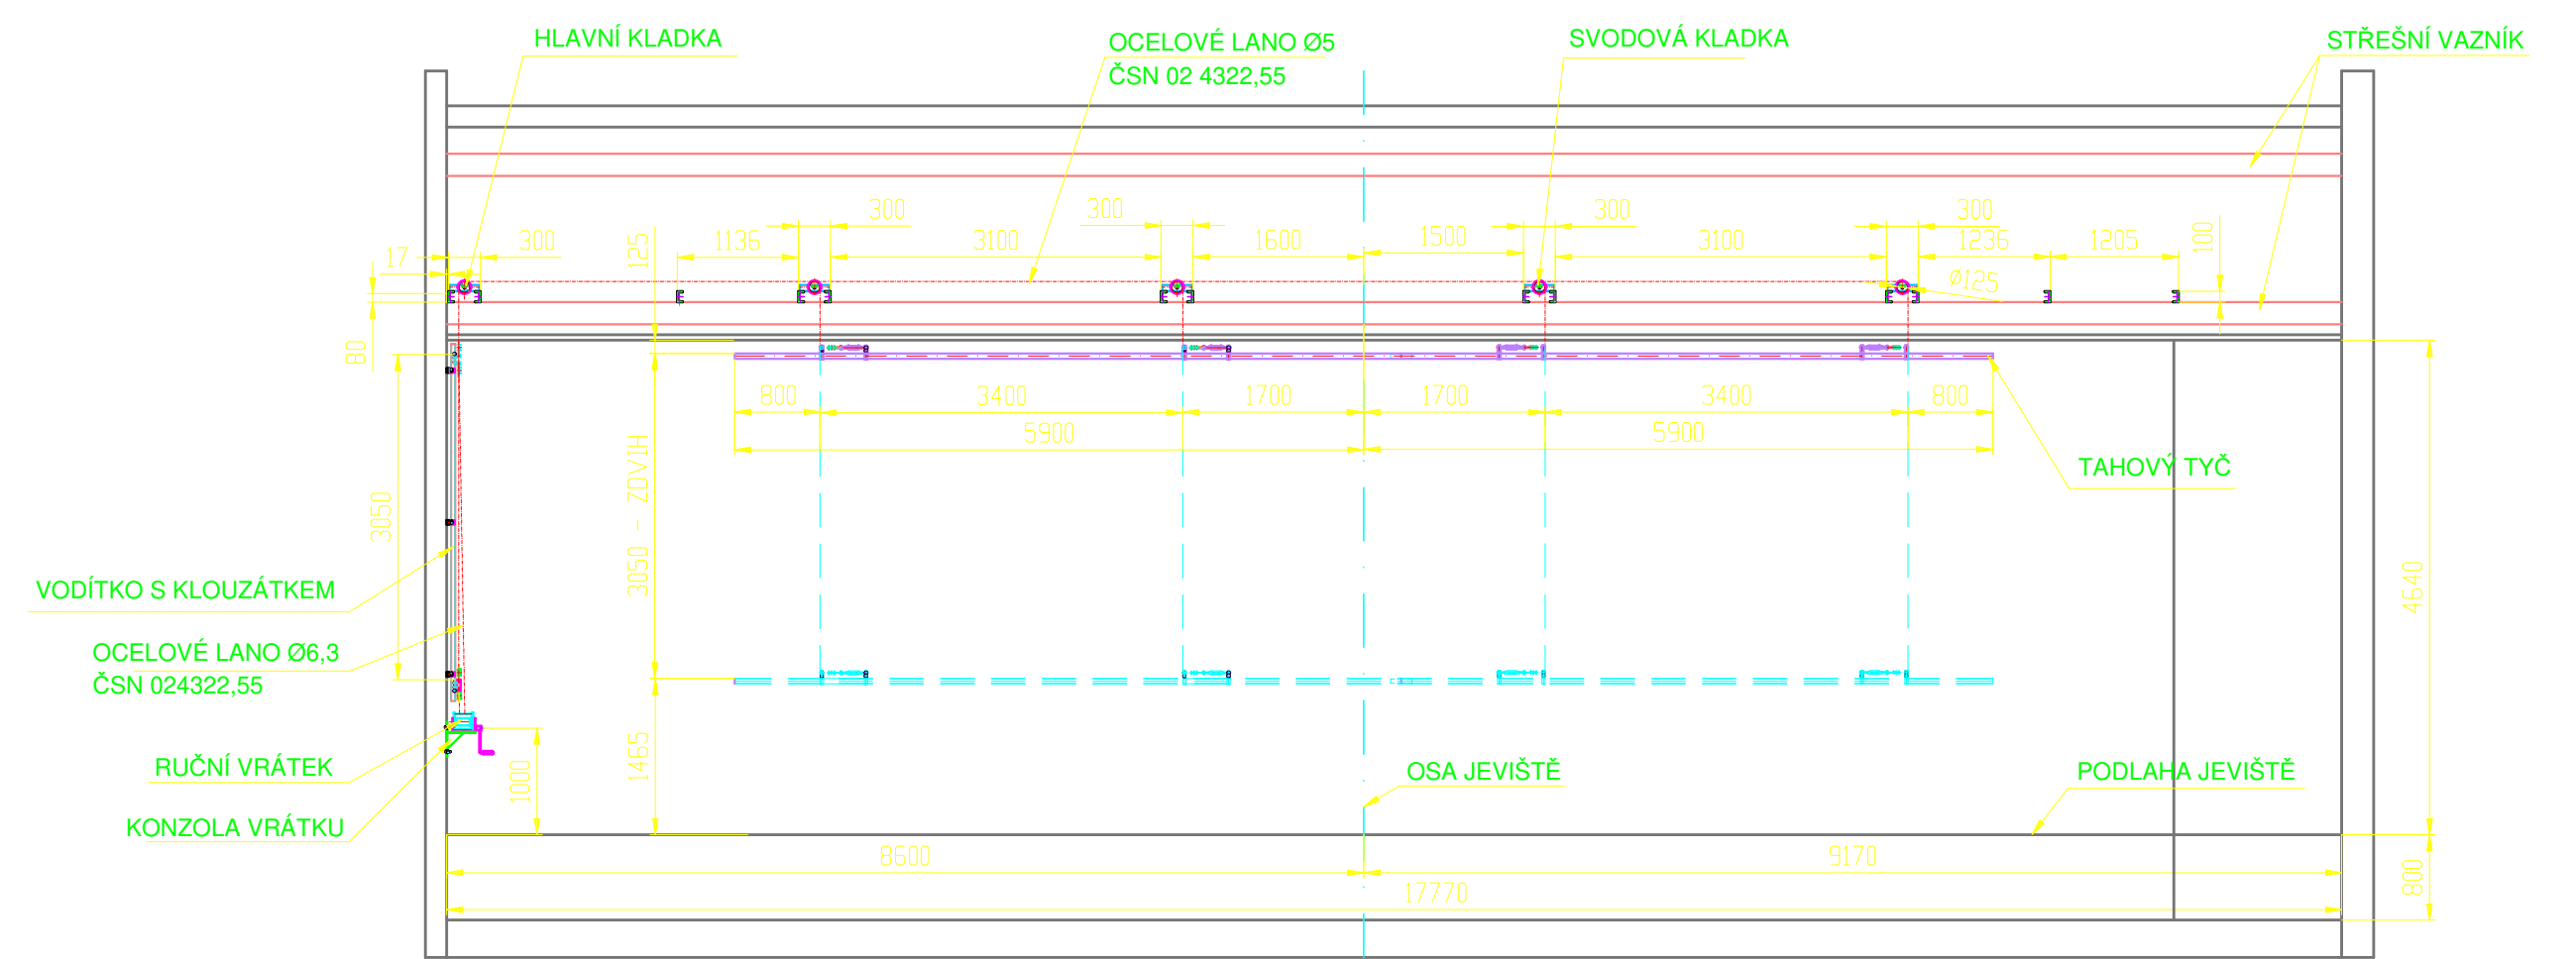 HLAVNÍ KLADKA
OCELOVÉ LANO Ø5
ČSN 02 4322,55
SVODOVÁ KLADKA
STŘEŠNÍ VAZNÍK
300
300
300
300
300
17
1136
125
3100
1600
1500
3100
1236
1205
100
Ø125
80
800
3400
1700
1700
3400
800
5900
5900
TAHOVÝ TYČ
3050
3050 - ZDVIH
4640
VODÍTKO S KLOUZÁTKEM
OCELOVÉ LANO Ø6,3
ČSN 024322,55
RUČNÍ VRÁTEK
1000
1465
OSA JEVIŠTĚ
PODLAHA JEVIŠTĚ
KONZOLA VRÁTKU
8600
9170
800
17770